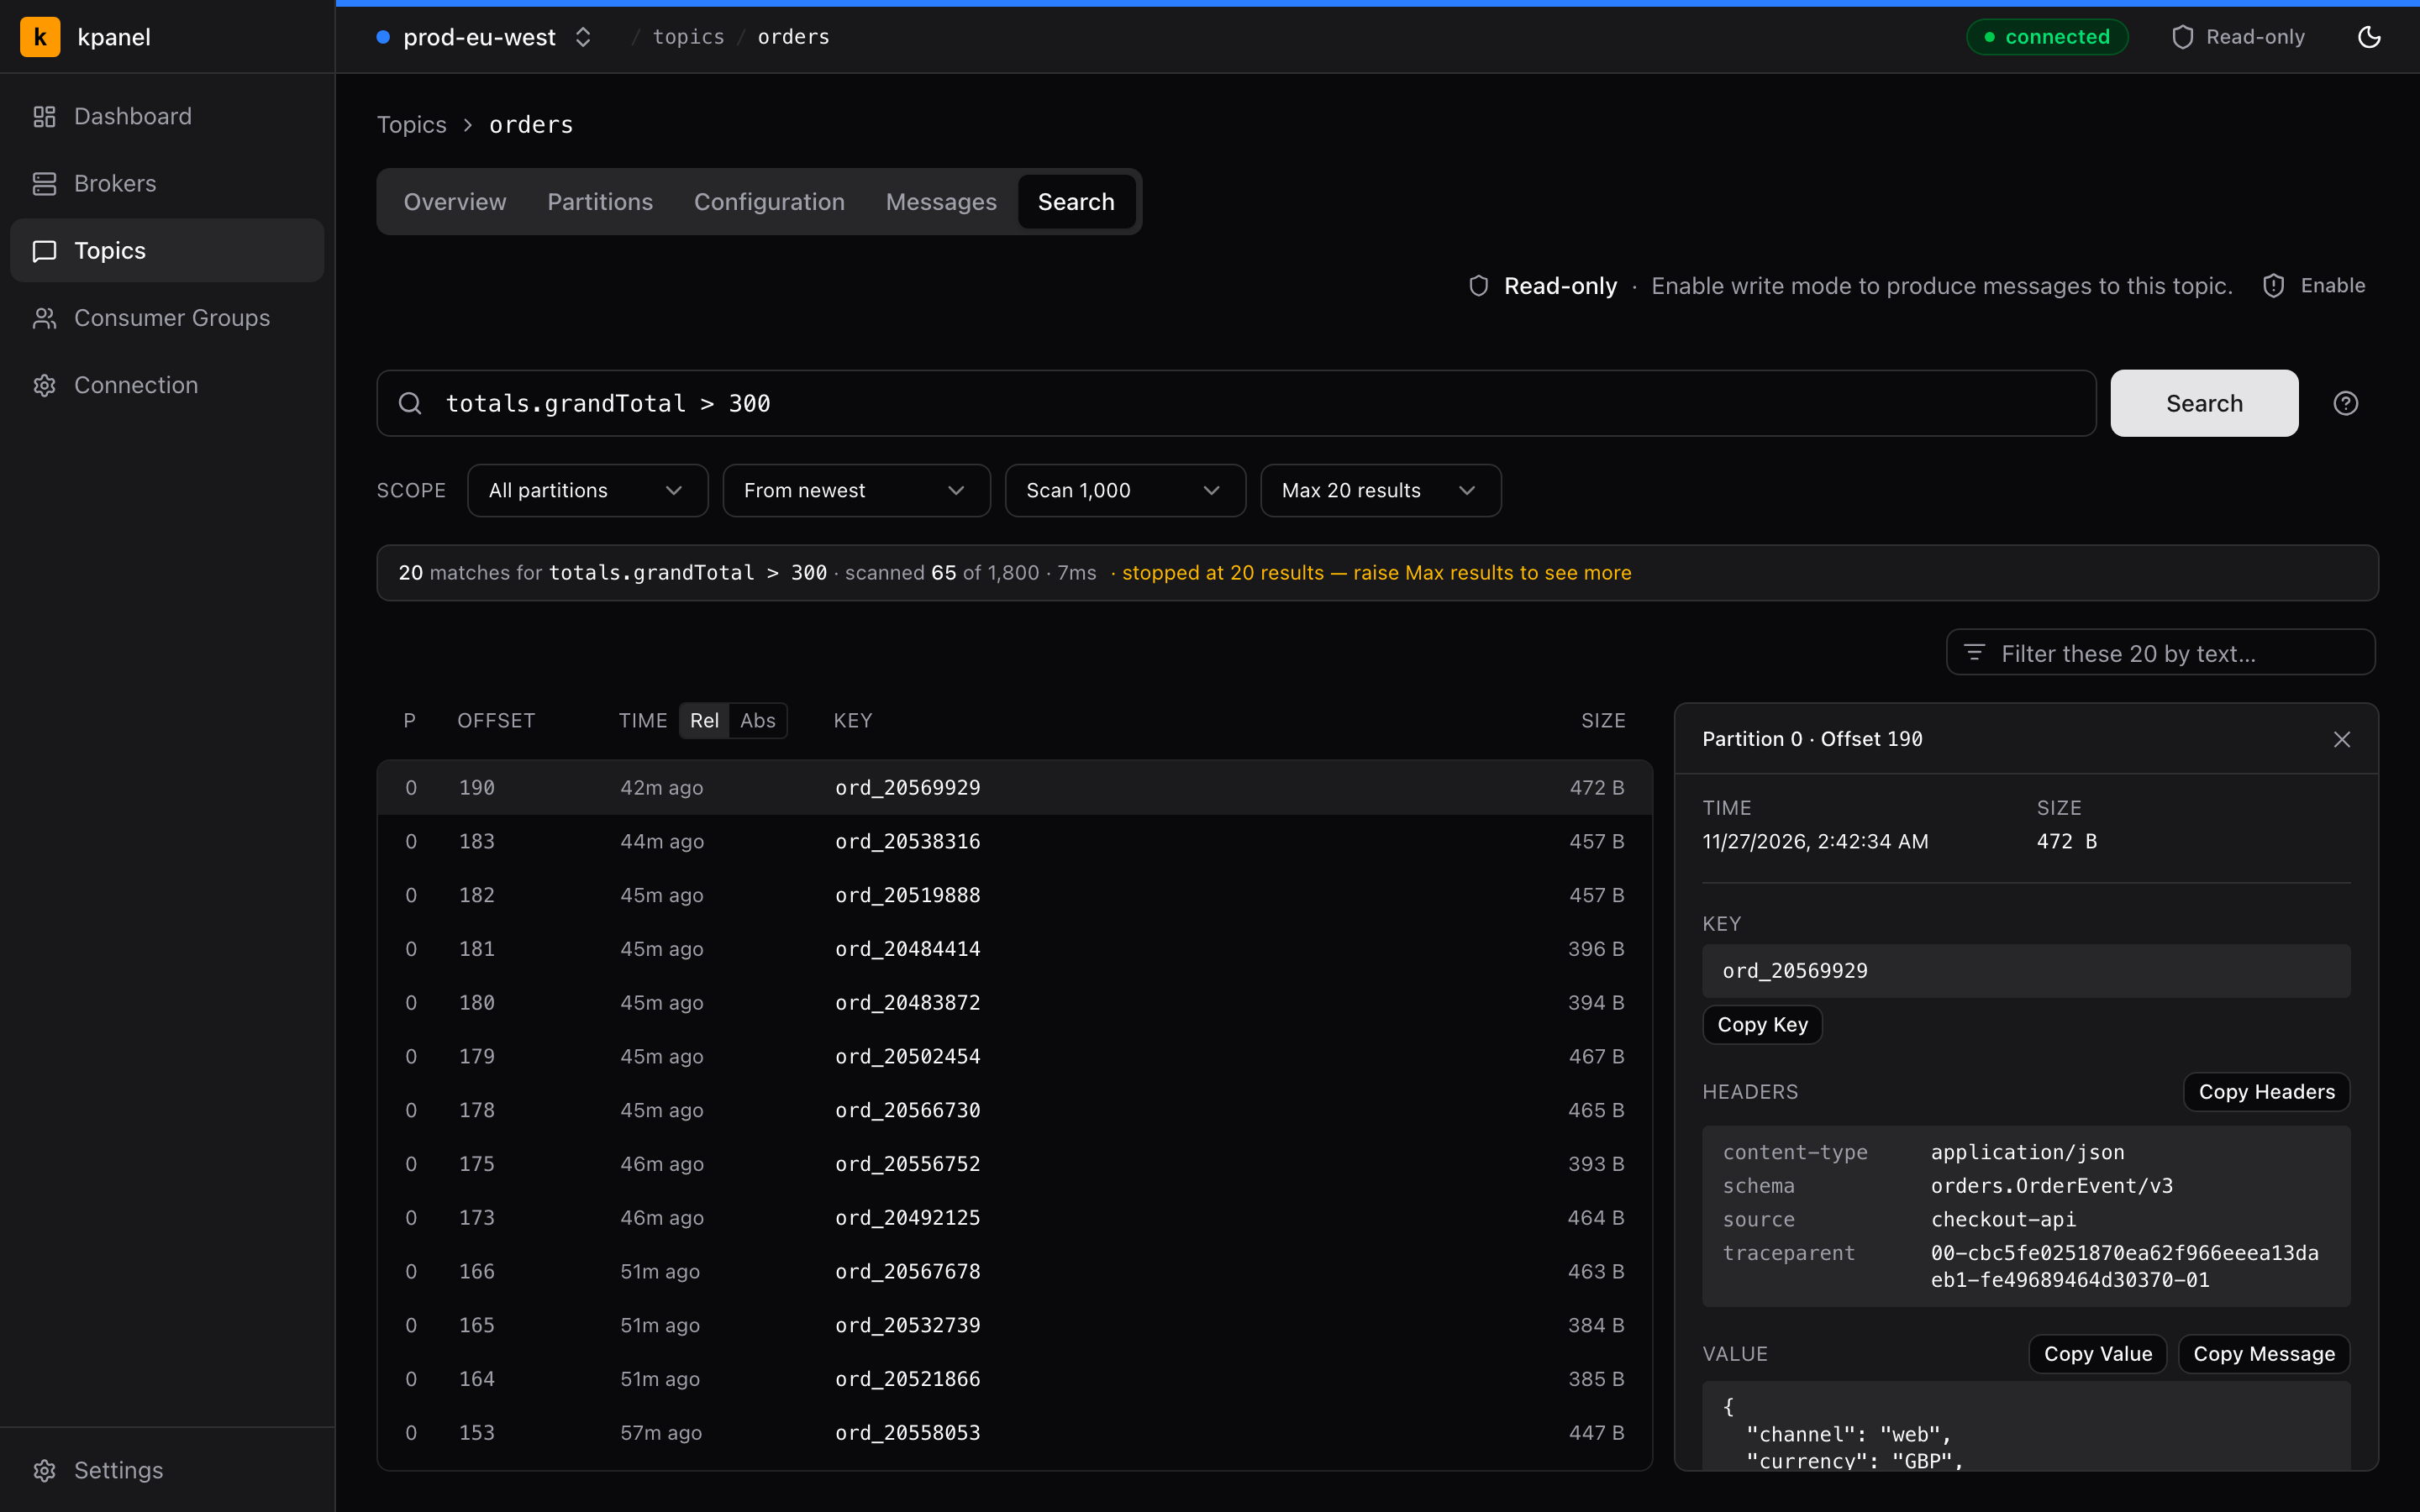 k kpanel
prod-eu-west / topics / orders
connected
Read-only
Dashboard
Brokers
Topics
Consumer Groups
Connection
Settings
Topics > orders
Overview Partitions Configuration Messages Search
Read-only · Enable write mode to produce messages to this topic. Enable
totals.grandTotal > 300
Search
SCOPE All partitions From newest Scan 1,000 Max 20 results
20 matches for totals.grandTotal > 300 · scanned 65 of 1,800 · 7ms · stopped at 20 results — raise Max results to see more
Filter these 20 by text...
P OFFSET TIME Rel Abs KEY SIZE
0 190 42m ago ord_20569929 472 B
0 183 44m ago ord_20538316 457 B
0 182 45m ago ord_20519888 457 B
0 181 45m ago ord_20484414 396 B
0 180 45m ago ord_20483872 394 B
0 179 45m ago ord_20502454 467 B
0 178 45m ago ord_20566730 465 B
0 175 46m ago ord_20556752 393 B
0 173 46m ago ord_20492125 464 B
0 166 51m ago ord_20567678 463 B
0 165 51m ago ord_20532739 384 B
0 164 51m ago ord_20521866 385 B
0 153 57m ago ord_20558053 447 B
Partition 0 · Offset 190
TIME SIZE
11/27/2026, 2:42:34 AM 472 B
KEY
ord_20569929
Copy Key
HEADERS Copy Headers
content-type application/json
schema orders.OrderEvent/v3
source checkout-api
traceparent 00-cbc5fe0251870ea62f966eeea13da
eb1-fe49689464d30370-01
VALUE Copy Value Copy Message
{
"channel": "web",
"currency": "GBP",